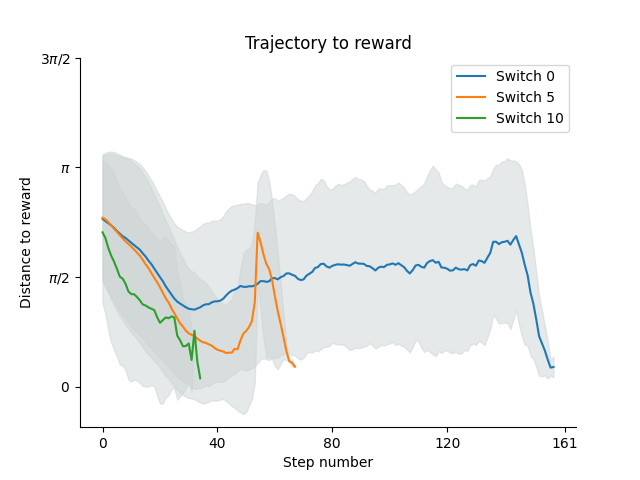 Trajectory to reward
3π/2
π
π/2
0
Distance to reward
Switch 0
Switch 5
Switch 10
0 40 80 120 161
Step number